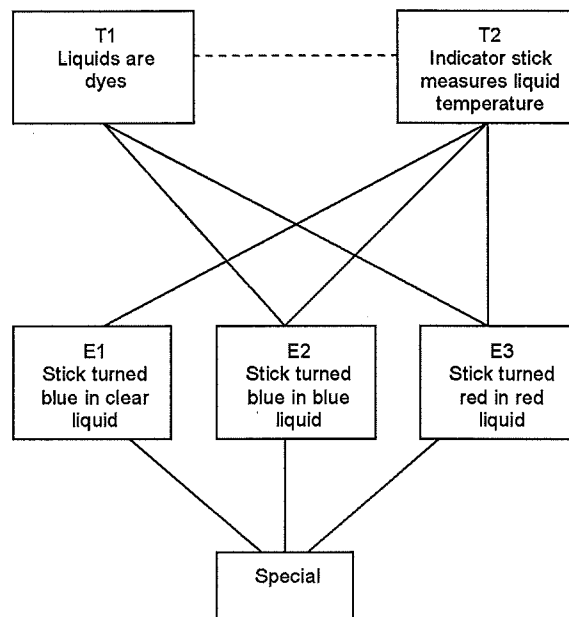 T1
Liquids are
dyes
T2
Indicator stick
measures liquid
temperature
E1
Stick turned
blue in clear
liquid
E2
Stick turned
blue in blue
liquid
E3
Stick turned
red in red
liquid
Special